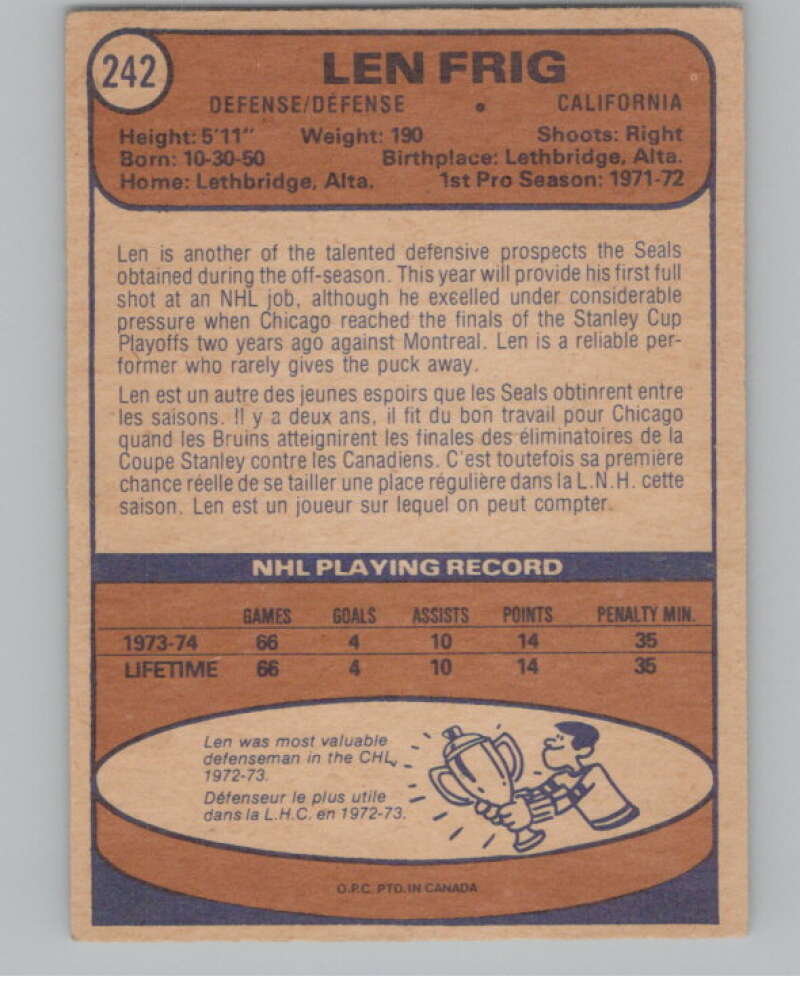 242
LEN FRIG
DEFENSE/DÉFENSE • CALIFORNIA
Height: 5'11" Weight: 190 Shoots: Right
Born: 10-30-50 Birthplace: Lethbridge, Alta.
Home: Lethbridge, Alta. 1st Pro Season: 1971-72
Len is another of the talented defensive prospects the Seals
obtained during the off-season. This year will provide his first full
shot at an NHL job, although he excelled under considerable
pressure when Chicago reached the finals of the Stanley Cup
Playoffs two years ago against Montreal. Len is a reliable per-
former who rarely gives the puck away.
Len est un autre des jeunes espoirs que les Seals obtinrent entre
les saisons. Il y a deux ans, il fit du bon travail pour Chicago
quand les Bruins atteignirent les finales des éliminatoires de la
Coupe Stanley contre les Canadiens. C'est toutefois sa première
chance réelle de se tailler une place régulière dans la L.N.H. cette
saison. Len est un joueur sur lequel on peut compter.
NHL PLAYING RECORD
GAMES GOALS ASSISTS POINTS PENALTY MIN.
1973-74 66 4 10 14 35
LIFETIME 66 4 10 14 35
Len was most valuable
defenseman in the CHL,
1972-73.
Défenseur le plus utile
dans la L.H.C. en 1972-73.
O.P.C. PTD. IN CANADA